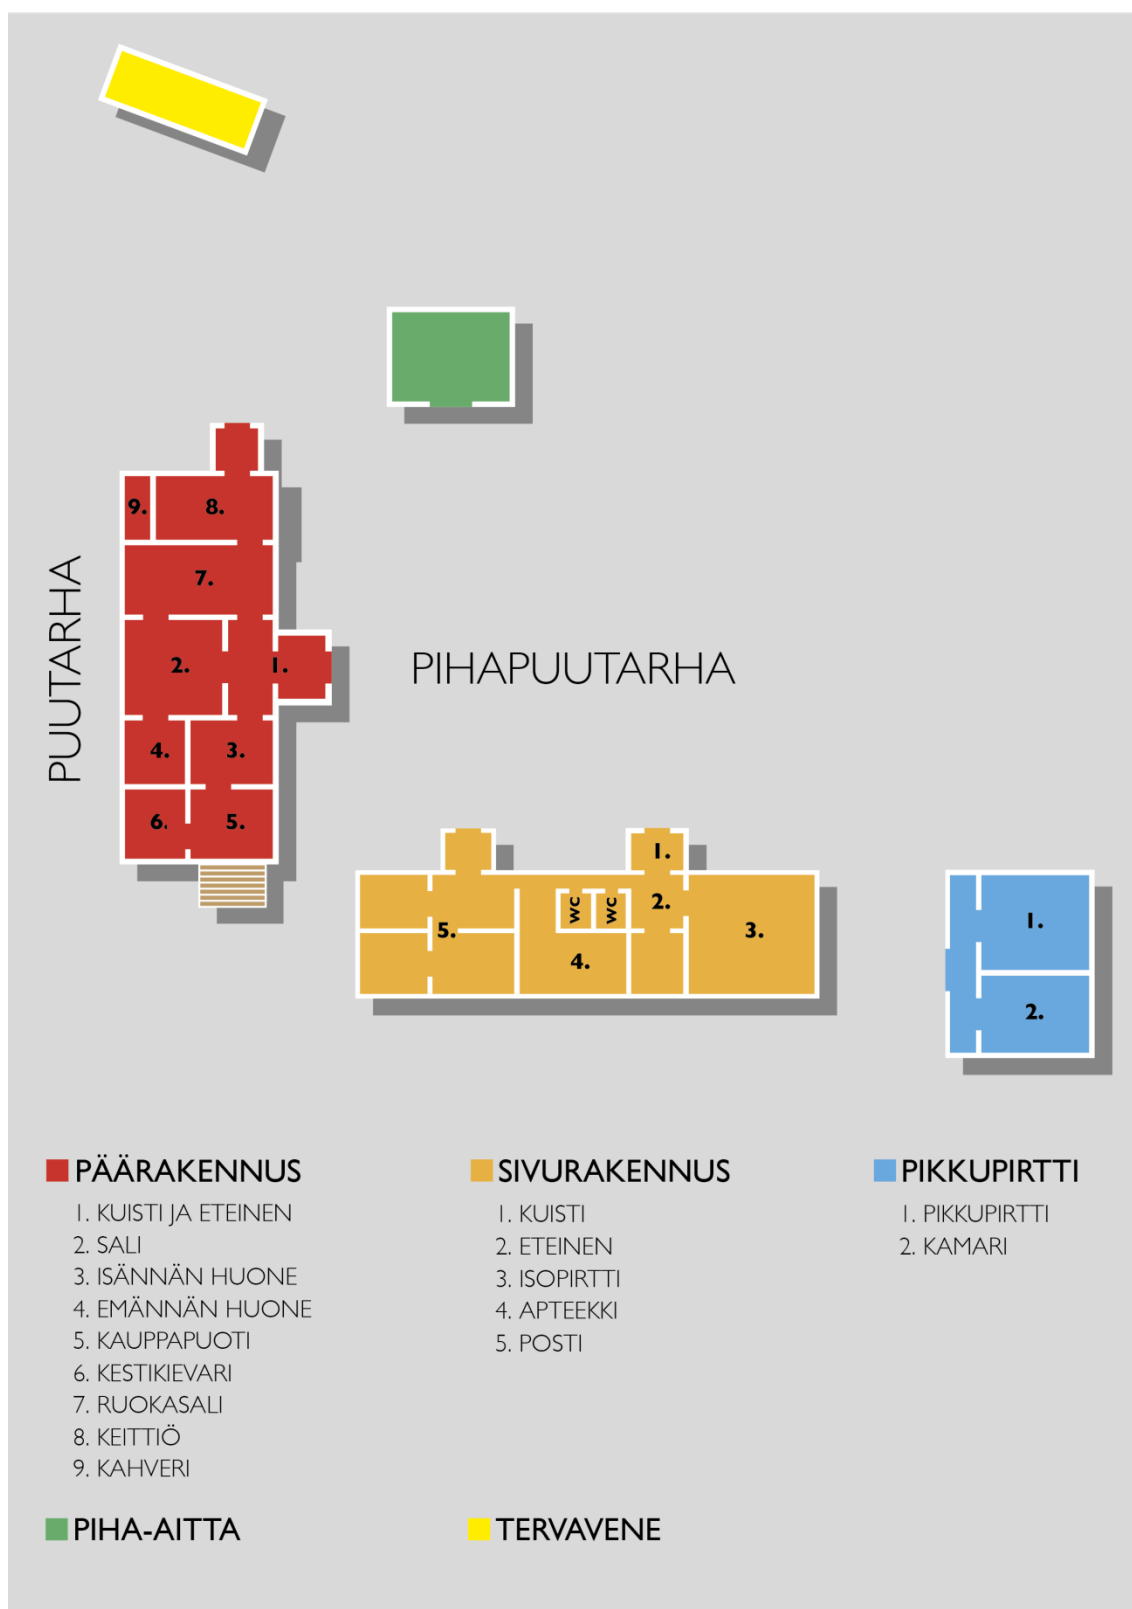 9.
8.
7.
2.
1.
4.
3.
6.
5.
PUUTARHA
PIHAPUUTARHA
1.
WC
WC
2.
5.
3.
4.
1.
2.
PÄÄRAKENNUS
1. KUISTI JA ETEINEN
2. SALI
3. ISÄNNÄN HUONE
4. EMÄNNÄN HUONE
5. KAUPPAPUOTI
6. KESTIKIEVARI
7. RUOKASALI
8. KEITTIÖ
9. KAHVERI
SIVURAKENNUS
1. KUISTI
2. ETEINEN
3. ISOPIRTTI
4. APTEEKKI
5. POSTI
PIKKUPIRTTI
1. PIKKUPIRTTI
2. KAMARI
PIHA-AITTA
TERVAVENE